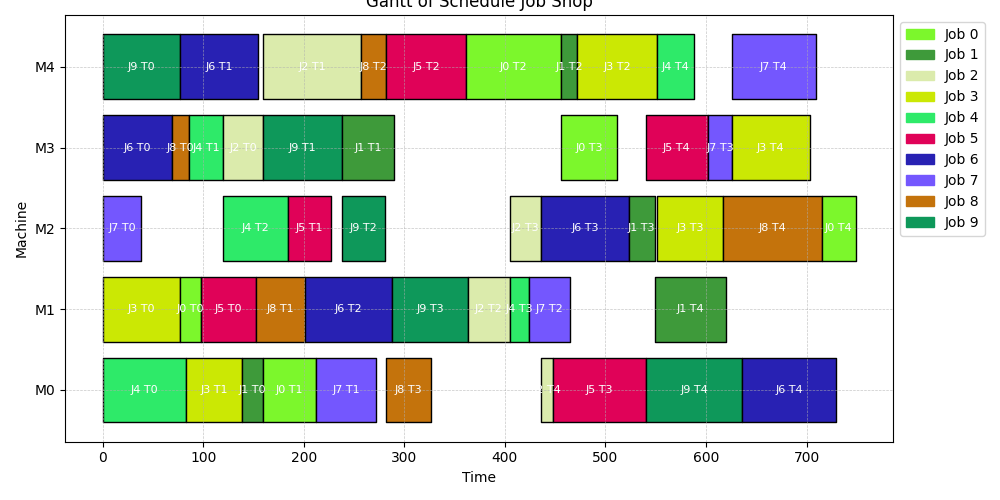 Gantt of Schedule Job Shop
M4
J9 T0 J6 T1 J2 T1 J8 T2 J5 T2 J0 T2 J1 T2 J3 T2 J4 T2 J7 T4
M3
J6 T0 J8 T0 J4 T1 J2 T0 J9 T1 J1 T1 J0 T3 J5 T4 J7 T3 J3 T4
M2
J7 T0 J4 T2 J5 T1 J9 T2 J2 T3 J6 T3 J1 T3 J3 T3 J8 T4 J0 T4
M1
J3 T0 J0 T0 J5 T0 J8 T1 J6 T2 J9 T3 J2 T2 J4 T3 J7 T2 J1 T4
M0
J4 T0 J3 T1 J1 T0 J0 T1 J7 T1 J8 T3 T4 J5 T3 J9 T4 J6 T4
Machine
0 100 200 300 400 500 600 700
Time
Job 0
Job 1
Job 2
Job 3
Job 4
Job 5
Job 6
Job 7
Job 8
Job 9